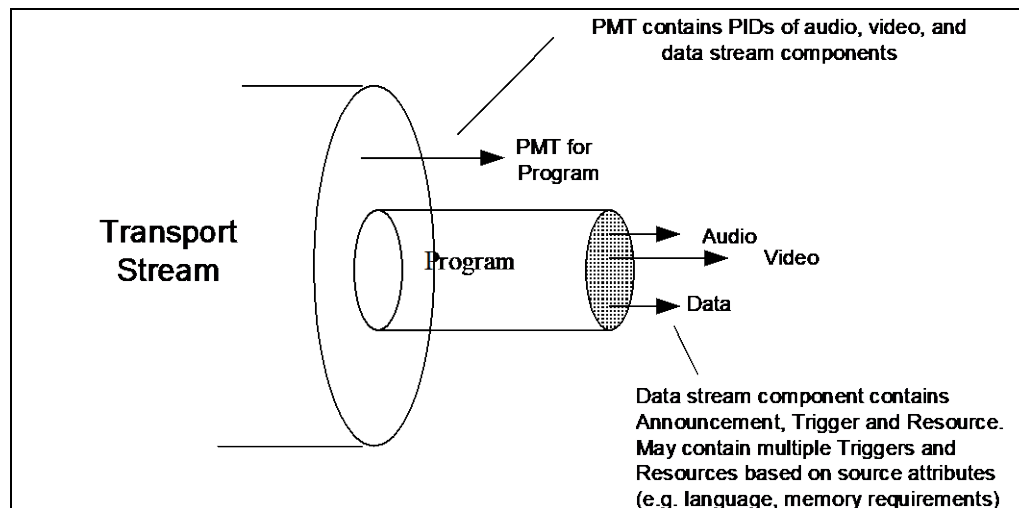 PMT contains PIDs of audio, video, and
data stream components
PMT for
Program
Transport
Stream
Program
Audio
Video
Data
Data stream component contains
Announcement, Trigger and Resource.
May contain multiple Triggers and
Resources based on source attributes
(e.g. language, memory requirements)